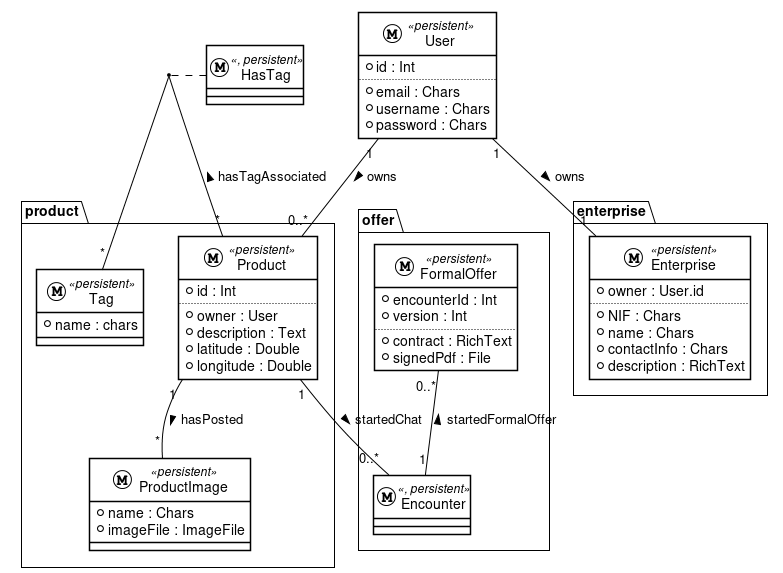 M
«persistent»
User
id : Int
email : Chars
username : Chars
password : Chars
M
«, persistent»
HasTag
1
1
hasTagAssociated
owns
owns
*
0..*
1
product
offer
enterprise
*
M
«persistent»
Tag
name : chars
M
«persistent»
Product
id : Int
owner : User
description : Text
latitude : Double
longitude : Double
M
«persistent»
FormalOffer
encounterId : Int
version : Int
contract : RichText
signedPdf : File
M
«persistent»
Enterprise
owner : User.id
NIF : Chars
name : Chars
contactInfo : Chars
description : RichText
1
1
0..*
hasPosted
startedChat
startedFormalOffer
*
0..*
1
M
«persistent»
ProductImage
name : Chars
imageFile : ImageFile
M
«, persistent»
Encounter